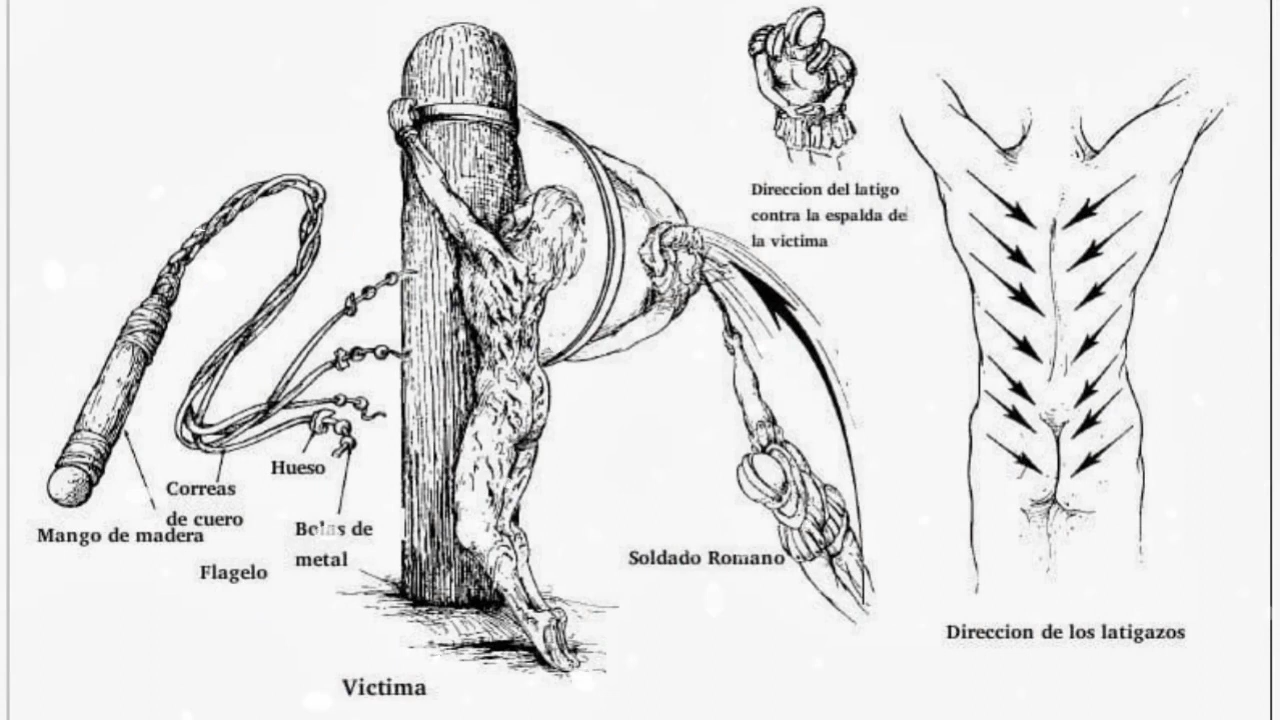 Direccion del latigo
contra la espalda de
la victima
Hueso
Correas
de cuero
Mango de madera
Bolas de
metal
Flagelo
Soldado Romano
Direccion de los latigazos
Victima